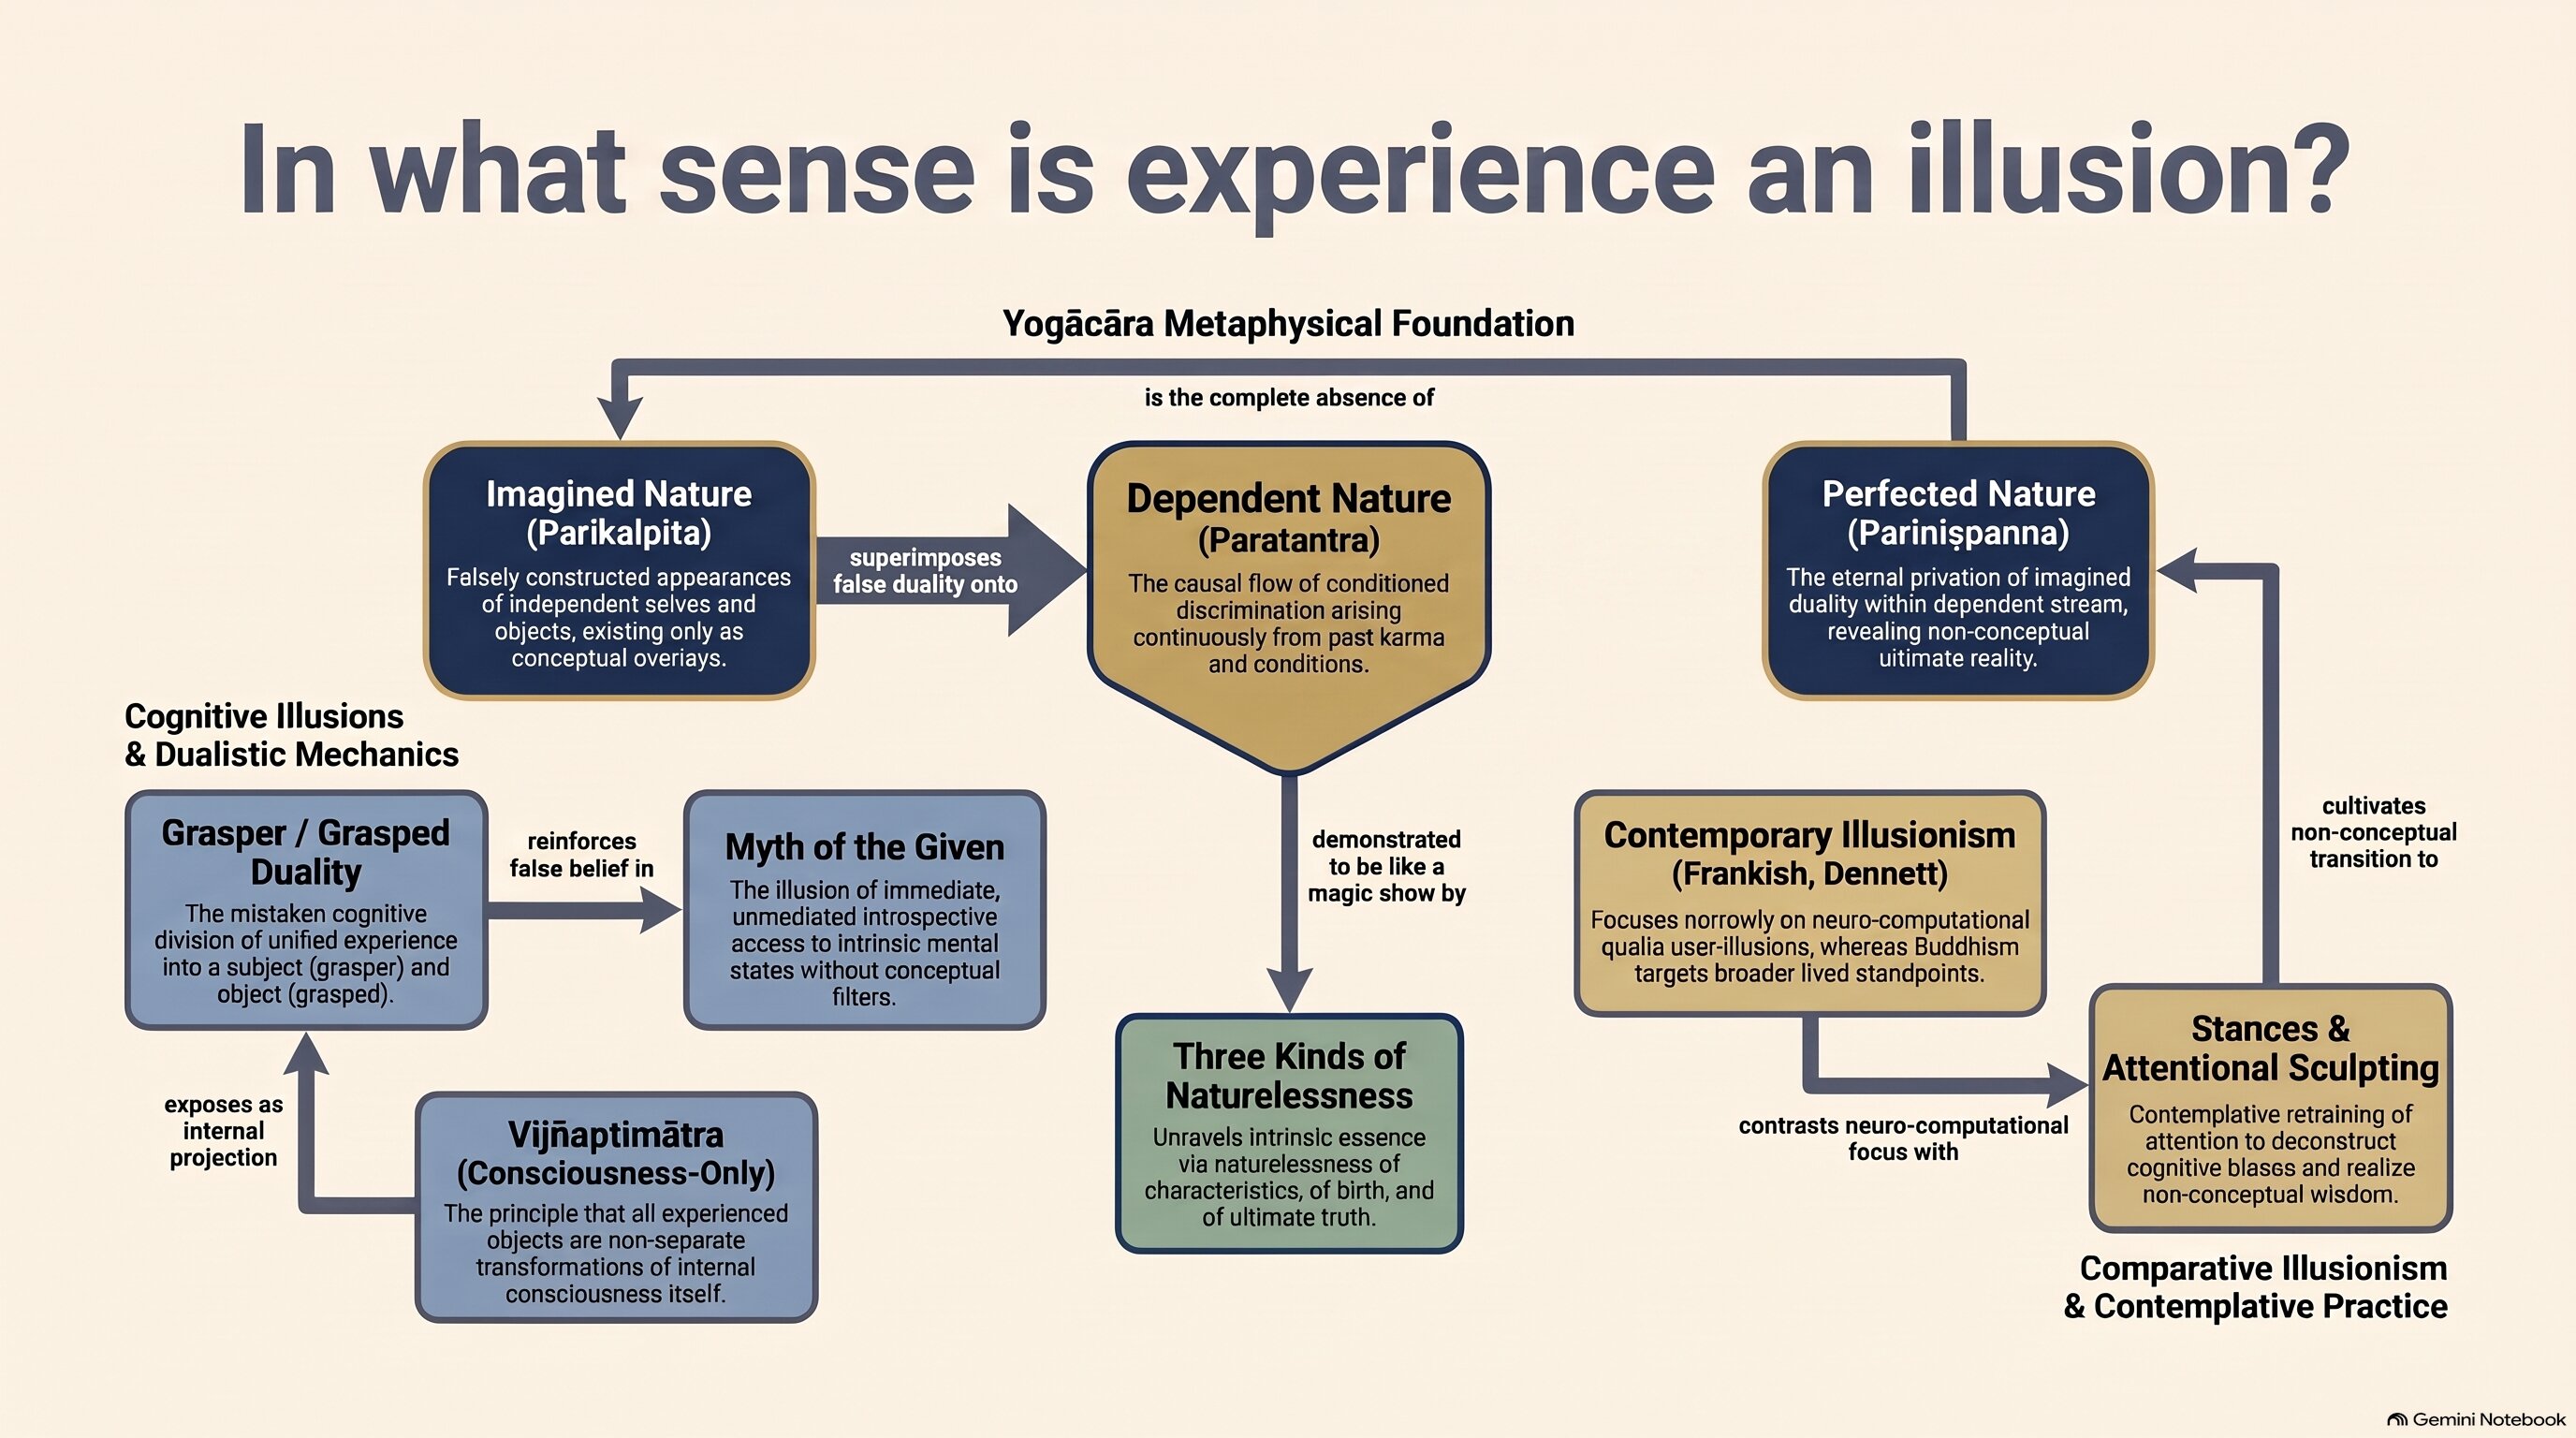 In what sense is experience an illusion?
Yogācāra Metaphysical Foundation
is the complete absence of
Imagined Nature
(Parikalpita)
Falsely constructed appearances
of independent selves and
objects, existing only as
conceptual overlays.
superimposes
false duality onto
Dependent Nature
(Paratantra)
The causal flow of conditioned
discrimination arising
continuously from past karma
and conditions.
Perfected Nature
(Pariniṣpanna)
The eternal privation of imagined
duality within dependent stream,
revealing non-conceptual
uitimate reality.
Cognitive Illusions
& Dualistic Mechanics
Grasper / Grasped
Duality
The mistaken cognitive
division of unified experience
into a subject (grasper) and
object (grasped).
reinforces
false belief in
Myth of the Given
The illusion of immediate,
unmediated introspective
access to intrinsic mental
states without conceptual
filters.
demonstrated
to be like a
magic show by
Contemporary Illusionism
(Frankish, Dennett)
Focuses norrowly on neuro-computational
qualia user-illusions, whereas Buddhism
targets broader lived standpoints.
cultivates
non-conceptual
transition to
exposes as
internal
projection
Vijñaptimātra
(Consciousness-Only)
The principle that all experienced
objects are non-separate
transformations of internal
consciousness itself.
Three Kinds of
Naturelessness
Unravels intrinsic essence
via naturelessness of
characteristics, of birth, and
of ultimate truth.
contrasts neuro-computational
focus with
Stances &
Attentional Sculpting
Contemplative retraining of
attention to deconstruct
cognitive blases and realize
non-conceptual wisdom.
Comparative Illusionism
& Contemplative Practice
Gemini Notebook